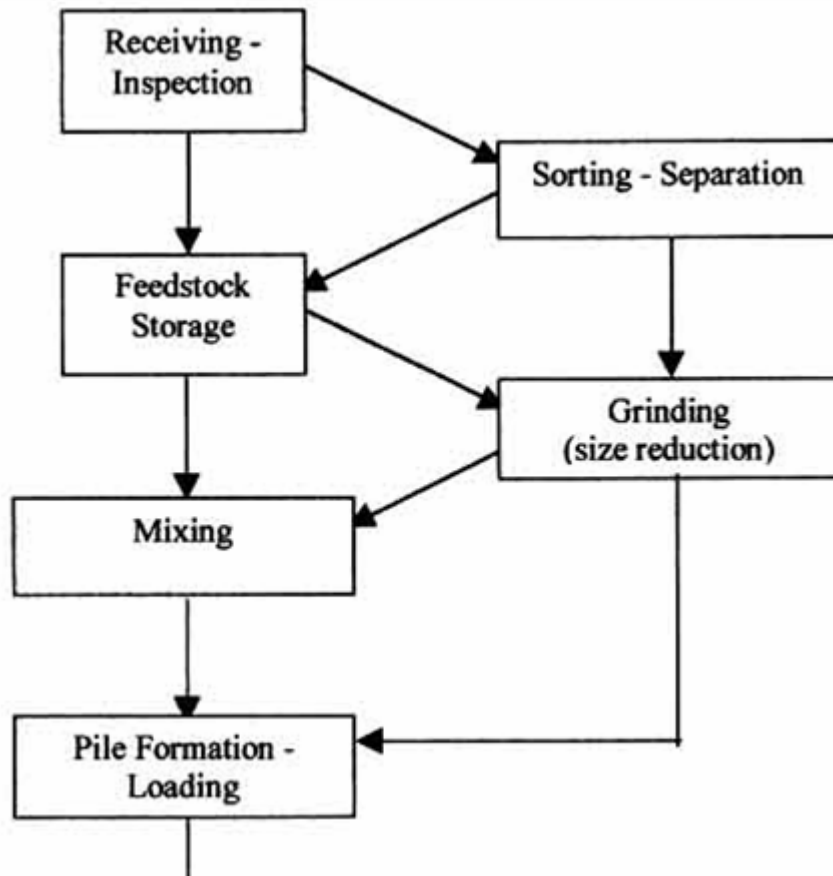 Receiving -
Inspection
Sorting - Separation
Feedstock
Storage
Grinding
(size reduction)
Mixing
Pile Formation -
Loading